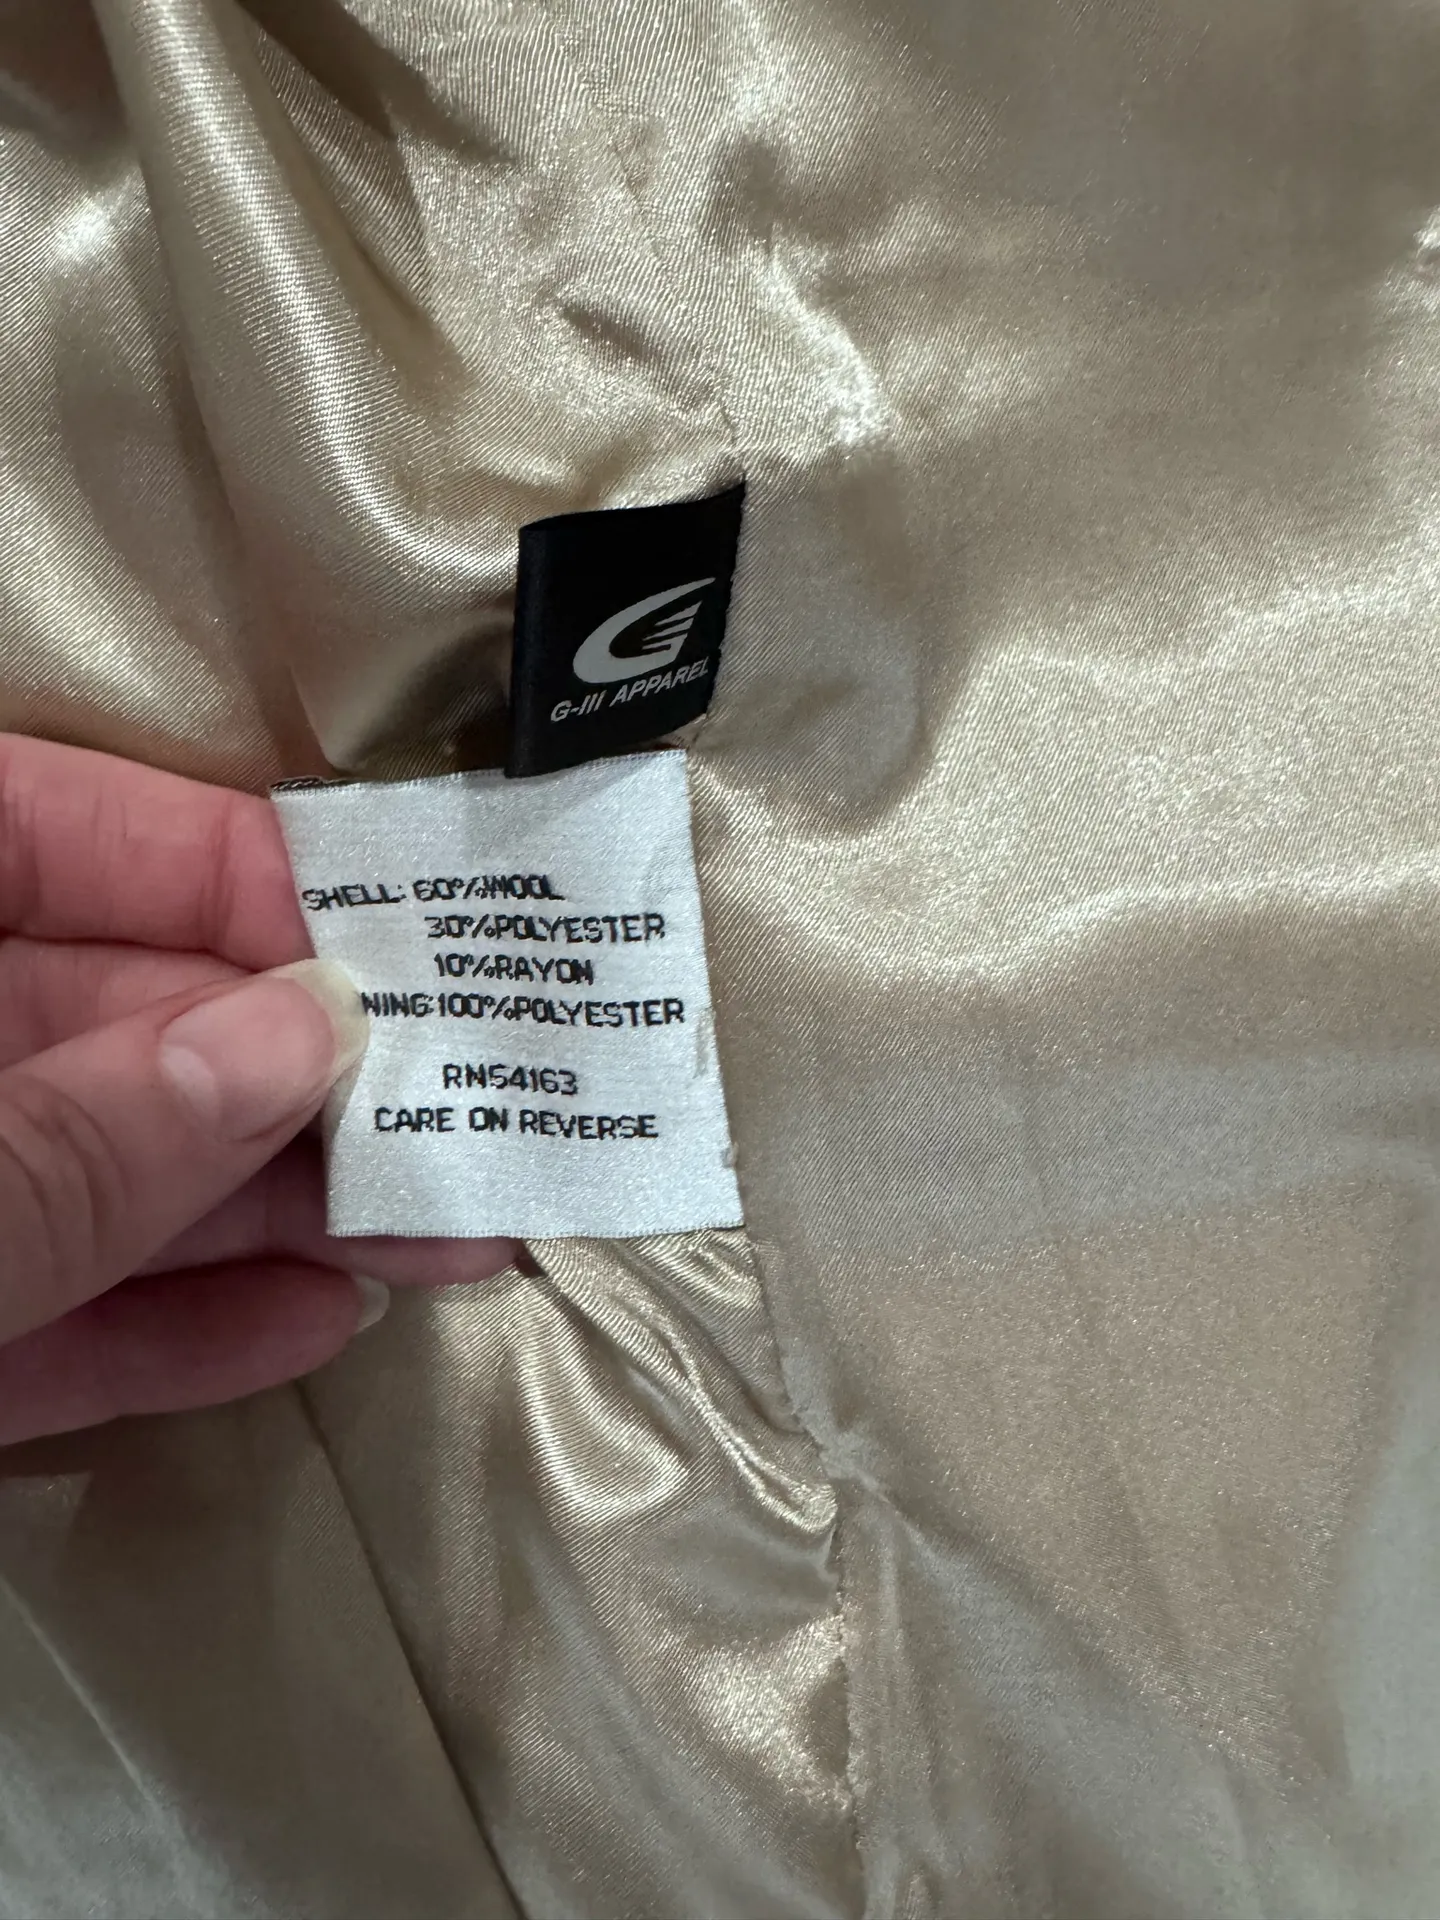 G-III APPAREL
SHELL: 60%WOOL
30%POLYESTER
10%RAYON
NING:100%POLYESTER
RN54163
CARE ON REVERSE